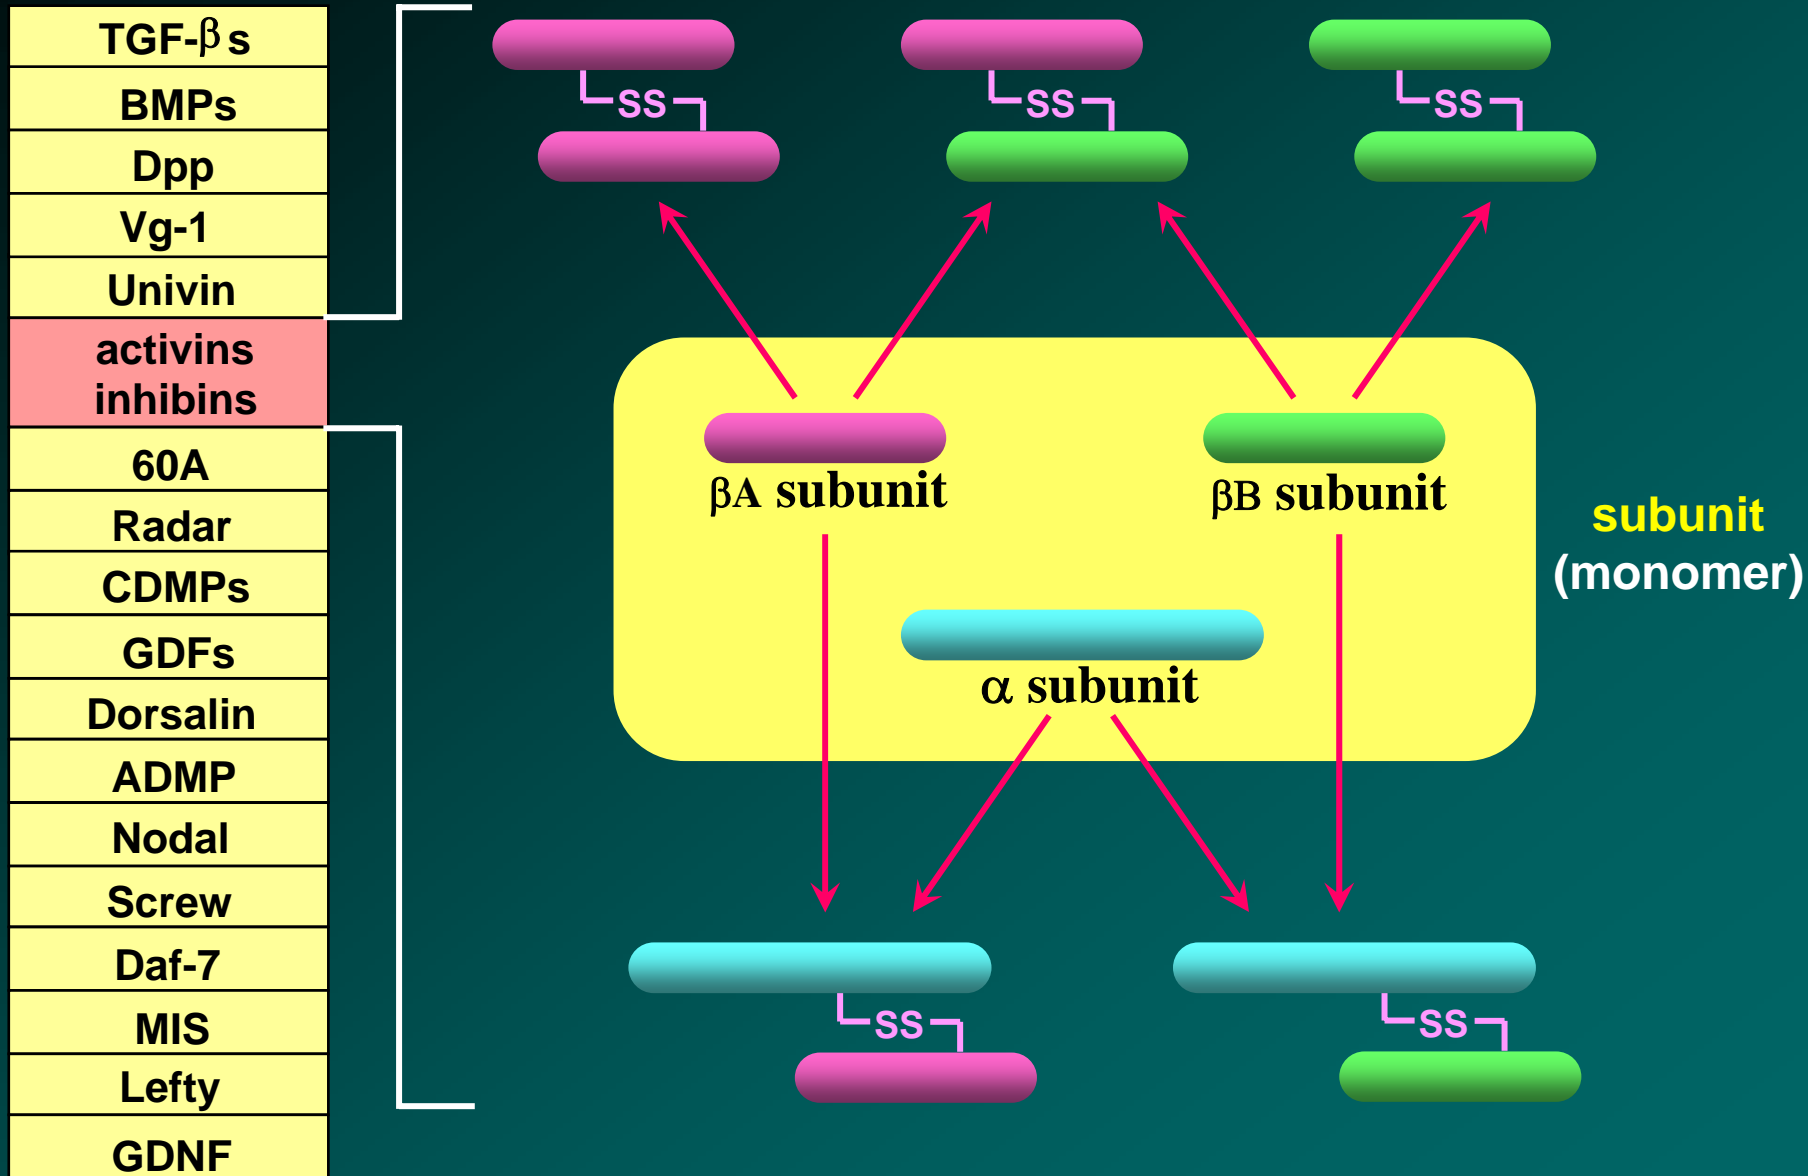 TGF-β s
BMPs
Dpp
Vg-1
Univin
activins
inhibins
60A
Radar
CDMPs
GDFs
Dorsalin
ADMP
Nodal
Screw
Daf-7
MIS
Lefty
GDNF
SS
SS
SS
βA subunit
βB subunit
α subunit
subunit
(monomer)
SS
SS